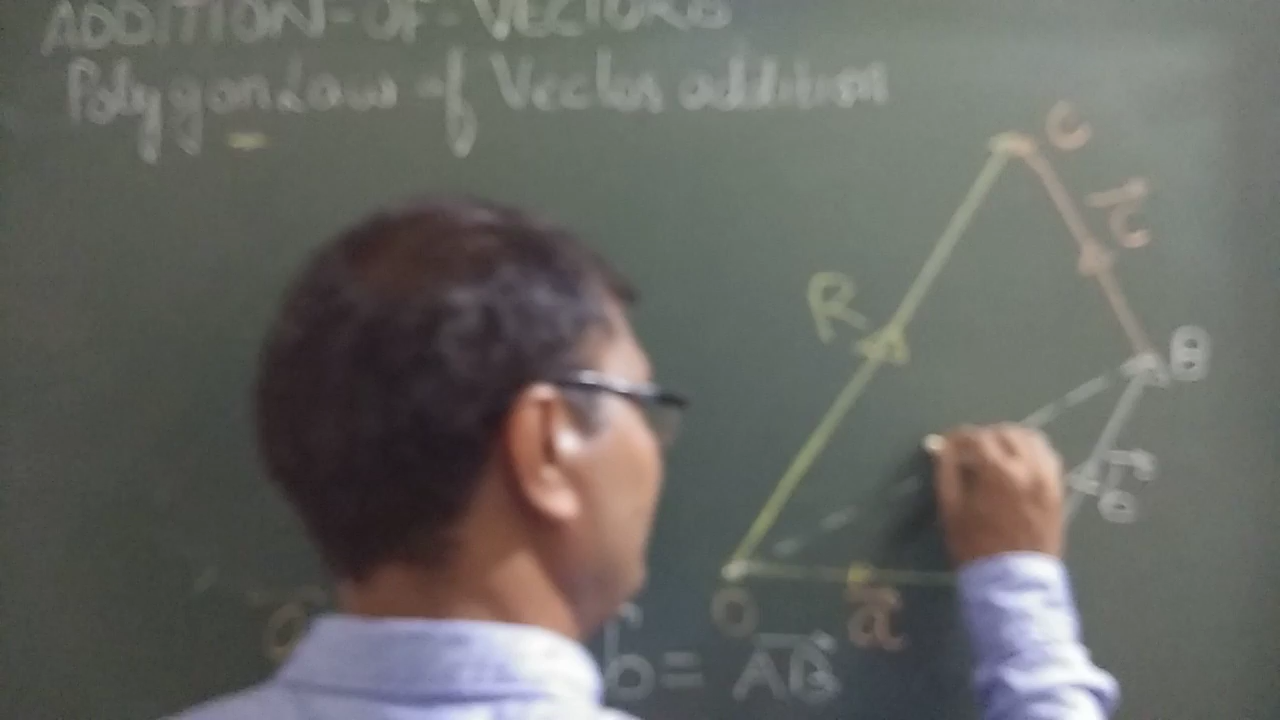 ADDITION-OF-VECTORS
Polygon Law of Vector addition
C
c
R
B
b
O
a
b = AB